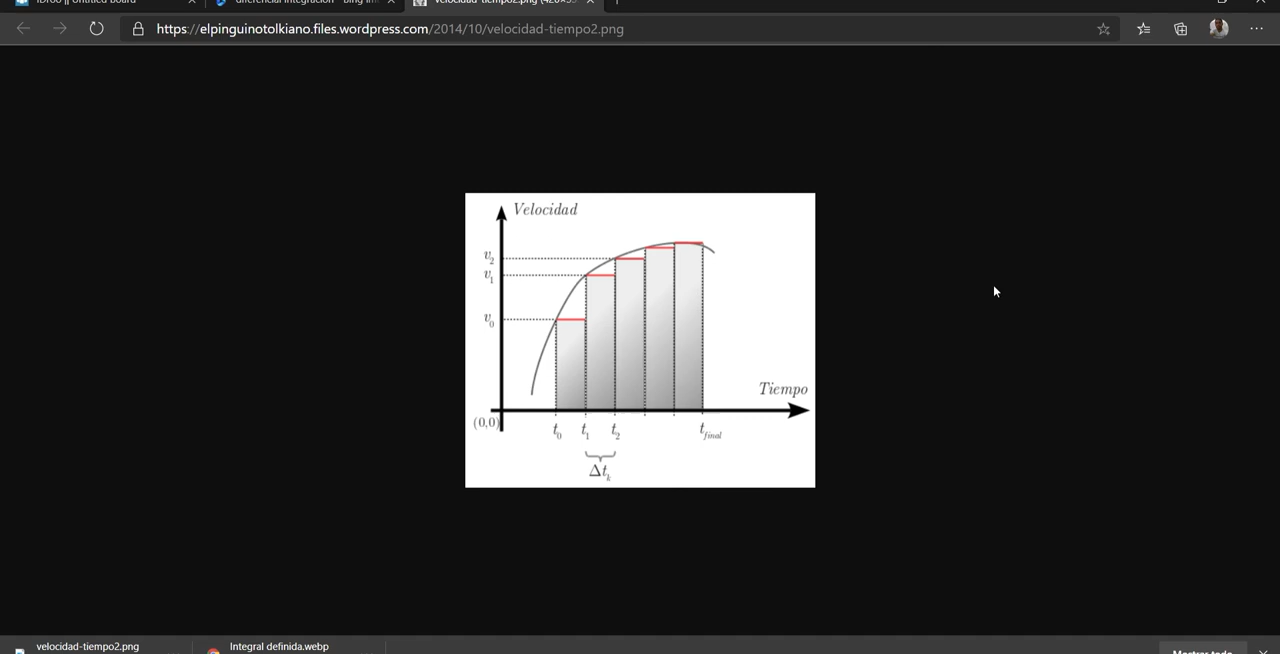 https://elpinguinotolkiano.files.wordpress.com/2014/10/velocidad-tiempo2.png
Velocidad
v2
v1
v0
Tiempo
(0,0)
t0 t1 t2 tfinal
Δtk
velocidad-tiempo2.png Integral definida.webp